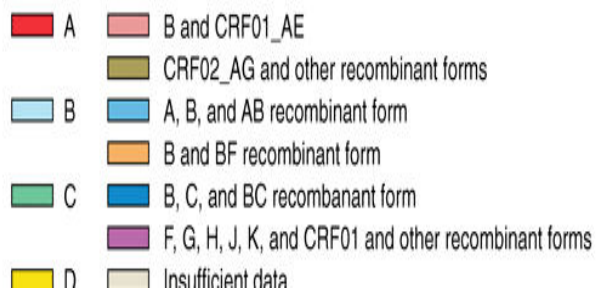 A B and CRF01_AE
CRF02_AG and other recombinant forms
B A, B, and AB recombinant form
B and BF recombinant form
C B, C, and BC recombanant form
F, G, H, J, K, and CRF01 and other recombinant forms
D Insufficient data